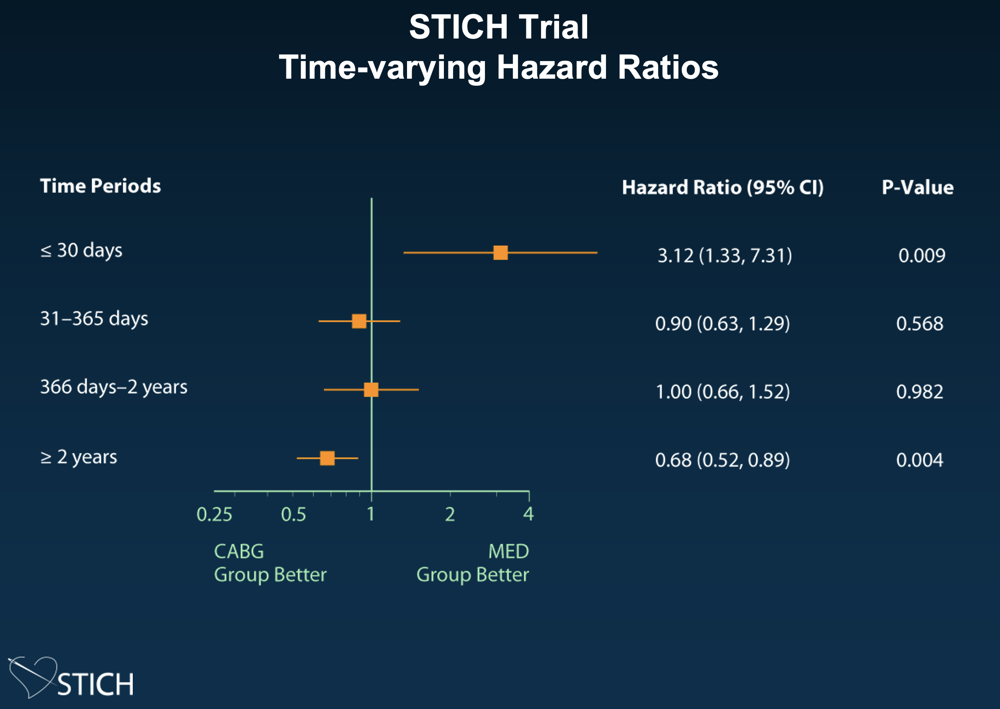 STICH Trial
Time-varying Hazard Ratios
Time Periods Hazard Ratio (95% CI) P-Value
≤ 30 days 3.12 (1.33, 7.31) 0.009
31–365 days 0.90 (0.63, 1.29) 0.568
366 days–2 years 1.00 (0.66, 1.52) 0.982
≥ 2 years 0.68 (0.52, 0.89) 0.004
0.25 0.5 1 2 4
CABG MED
Group Better Group Better
STICH